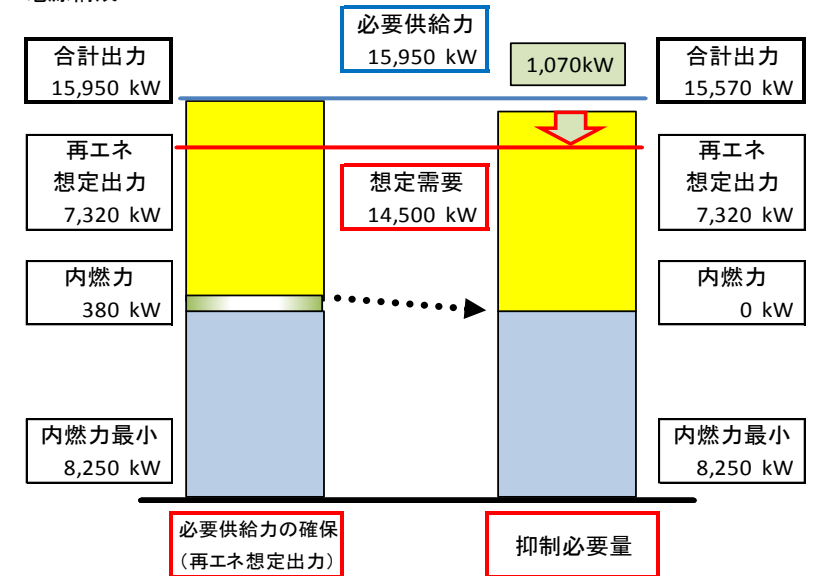 必要供給力
15,950 kW
合計出力
15,950 kW
1,070kW
合計出力
15,570 kW
再エネ
想定出力
7,320 kW
想定需要
14,500 kW
再エネ
想定出力
7,320 kW
内燃力
380 kW
内燃力
0 kW
内燃力最小
8,250 kW
内燃力最小
8,250 kW
必要供給力の確保
（再エネ想定出力）
抑制必要量